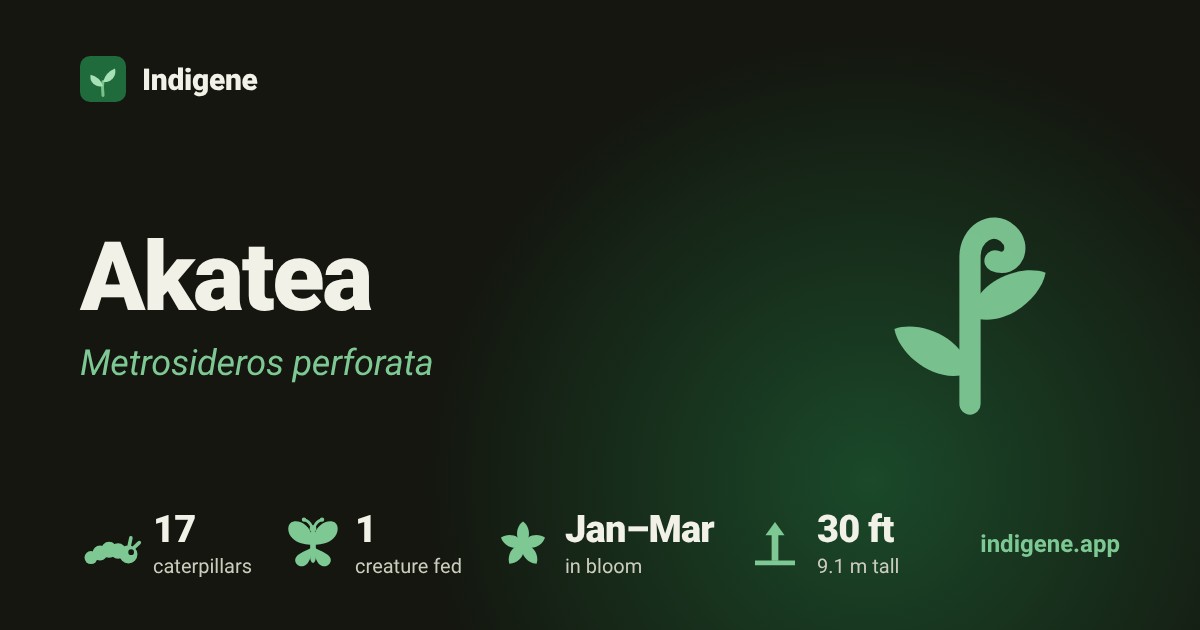 Indigene
Akatea
Metrosideros perforata
17
caterpillars
1
creature fed
Jan–Mar
in bloom
30 ft
9.1 m tall
indigene.app